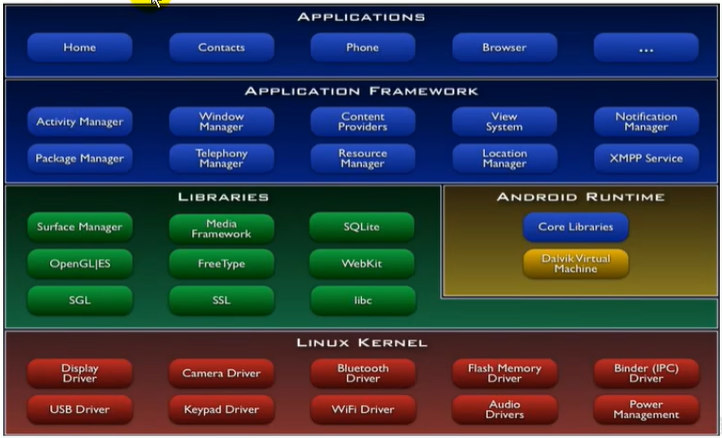 APPLICATIONS
Home
Contacts
Phone
Browser
...
APPLICATION FRAMEWORK
Activity Manager
Window
Manager
Content
Providers
View
System
Notification
Manager
Package Manager
Telephony
Manager
Resource
Manager
Location
Manager
XMPP Service
LIBRARIES
Surface Manager
Media
Framework
SQLite
OpenGL|ES
FreeType
WebKit
SGL
SSL
libc
ANDROID RUNTIME
Core Libraries
Dalvik Virtual
Machine
LINUX KERNEL
Display
Driver
Camera Driver
Bluetooth
Driver
Flash Memory
Driver
Binder (IPC)
Driver
USB Driver
Keypad Driver
WiFi Driver
Audio
Drivers
Power
Management